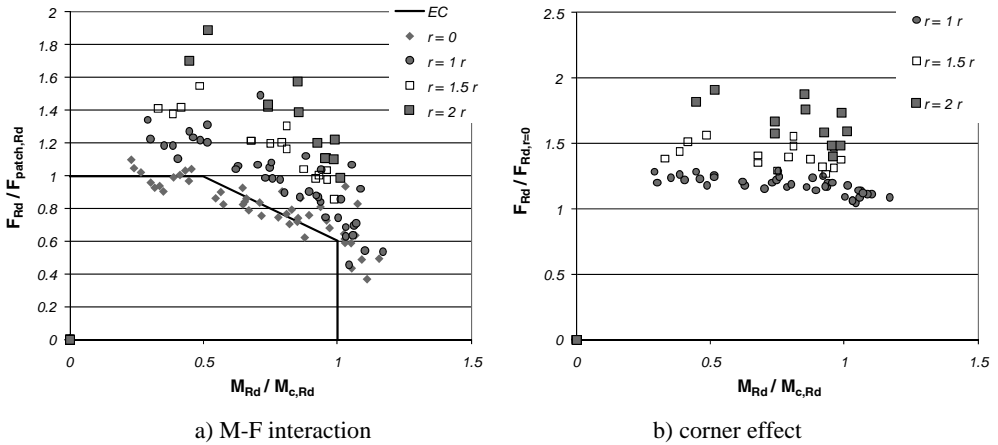 2
1.8
1.6
1.4
1.2
1
0.8
0.6
0.4
0.2
0
0
0.5
1
1.5
F_Rd / F_patch,Rd
M_Rd / M_c,Rd
EC
r = 0
r = 1 r
r = 1.5 r
r = 2 r
a) M-F interaction
2.5
2
1.5
1
0.5
0
0
0.5
1
1.5
F_Rd / F_Rd,r=0
M_Rd / M_c,Rd
r = 1 r
r = 1.5 r
r = 2 r
b) corner effect